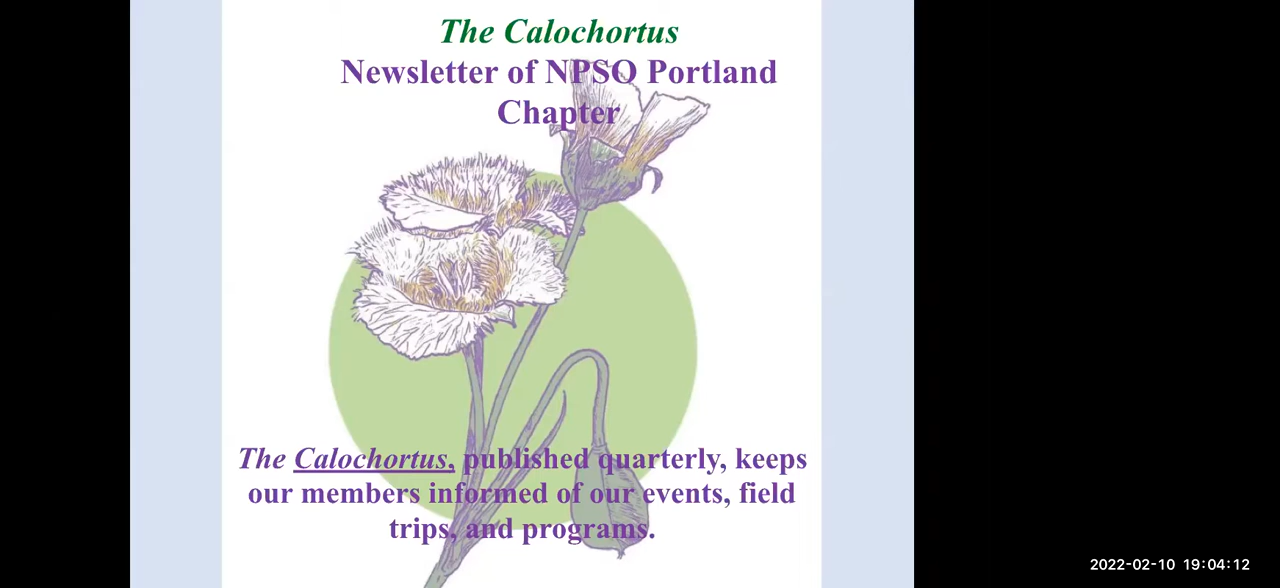 The Calochortus
Newsletter of NPSO Portland
Chapter
The Calochortus, published quarterly, keeps
our members informed of our events, field
trips, and programs.
2022-02-10 19:04:12